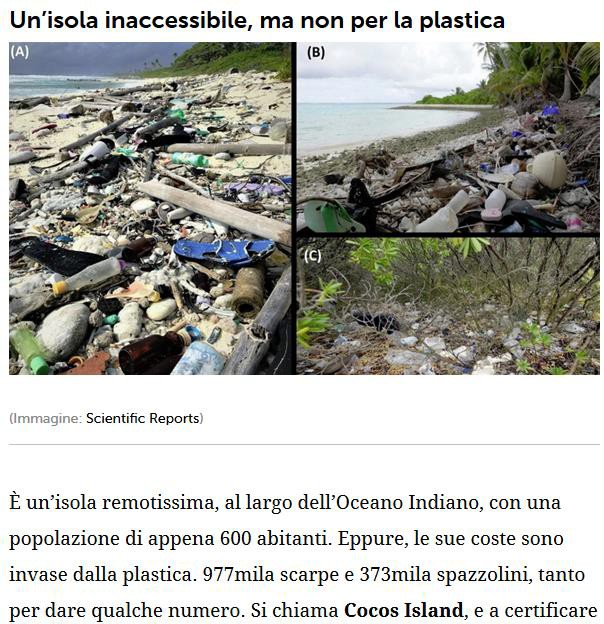 Un’isola inaccessibile, ma non per la plastica
(A)
(B)
(C)
(Immagine: Scientific Reports)
È un’isola remotissima, al largo dell’Oceano Indiano, con una
popolazione di appena 600 abitanti. Eppure, le sue coste sono
invase dalla plastica. 977mila scarpe e 373mila spazzolini, tanto
per dare qualche numero. Si chiama Cocos Island, e a certificare